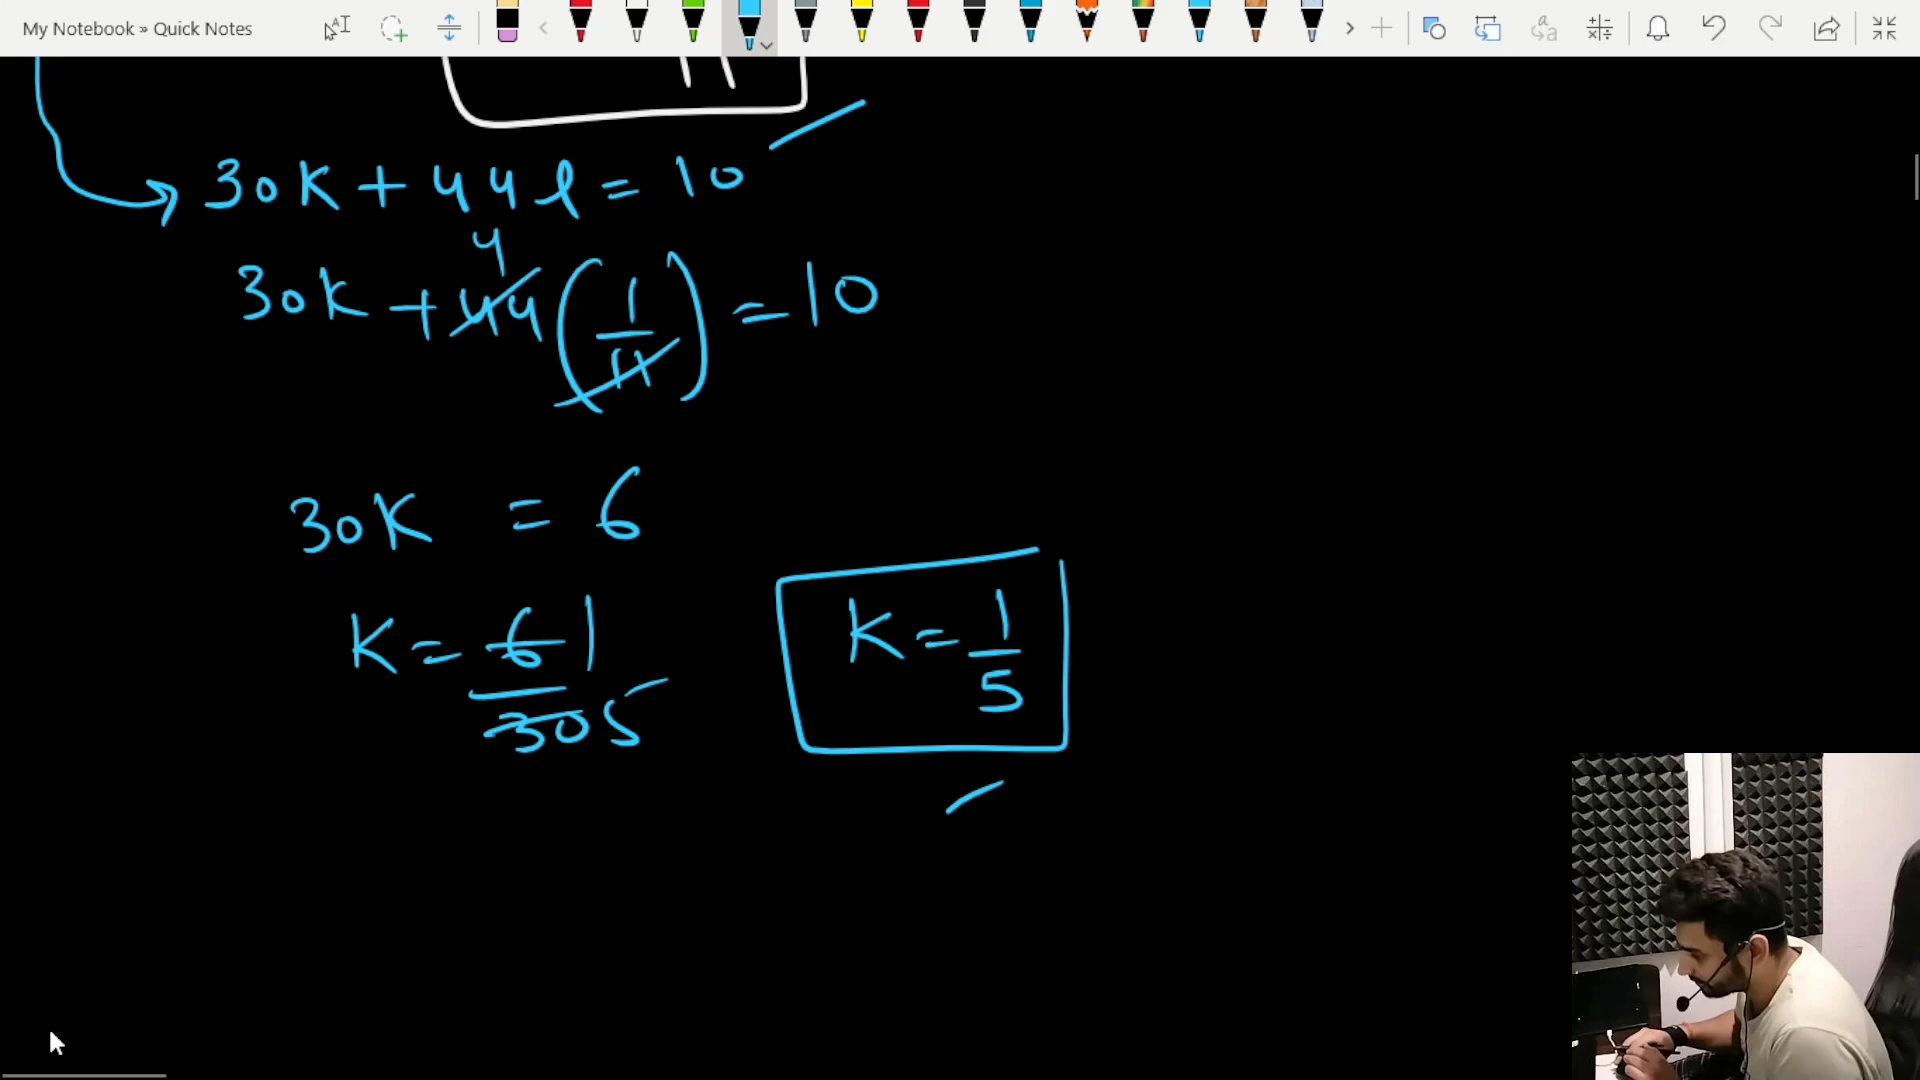 My Notebook » Quick Notes
30K + 44l = 10
4
30K + 44 (1/11) = 10
30K = 6
K = 6/30 1/5
K = 1/5